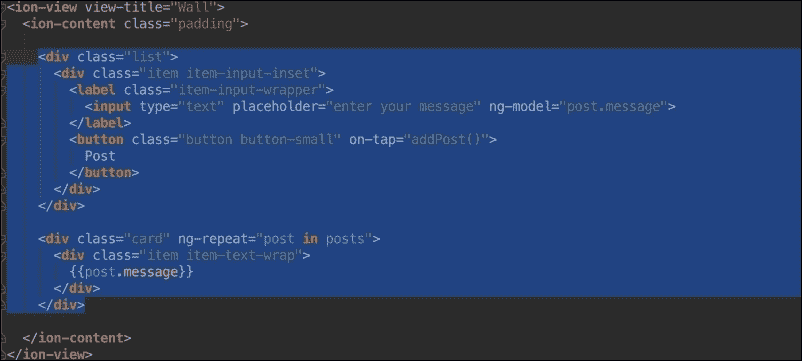 <ion-view view-title="Wall">
<ion-content class="padding">
<div class="list">
<div class="item item-input-inset">
<label class="item-input-wrapper">
<input type="text" placeholder="enter your message" ng-model="post.message">
</label>
<button class="button button-small" on-tap="addPost()">
Post
</button>
</div>
</div>
<div class="card" ng-repeat="post in posts">
<div class="item item-text-wrap">
{{post.message}}
</div>
</div>
</ion-content>
</ion-view>